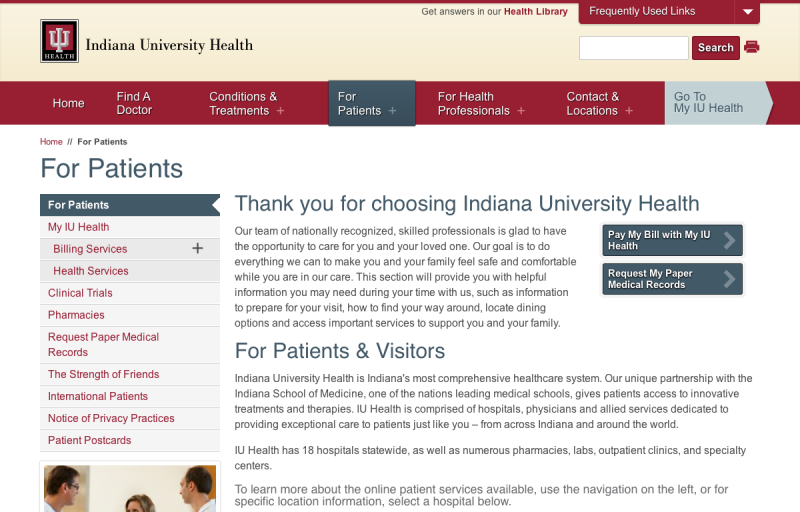 Get answers in our Health Library
Frequently Used Links
IU
HEALTH
Indiana University Health
Search
Home
Find A
Doctor
Conditions &
Treatments +
For
Patients +
For Health
Professionals +
Contact &
Locations +
Go To
My IU Health
Home // For Patients
For Patients
For Patients
My IU Health
Billing Services +
Health Services
Clinical Trials
Pharmacies
Request Paper Medical
Records
The Strength of Friends
International Patients
Notice of Privacy Practices
Patient Postcards
Thank you for choosing Indiana University Health
Our team of nationally recognized, skilled professionals is glad to have
the opportunity to care for you and your loved one. Our goal is to do
everything we can to make you and your family feel safe and comfortable
while you are in our care. This section will provide you with helpful
information you may need during your time with us, such as information
to prepare for your visit, how to find your way around, locate dining
options and access important services to support you and your family.
Pay My Bill with My IU
Health
Request My Paper
Medical Records
For Patients & Visitors
Indiana University Health is Indiana's most comprehensive healthcare system. Our unique partnership with the
Indiana School of Medicine, one of the nations leading medical schools, gives patients access to innovative
treatments and therapies. IU Health is comprised of hospitals, physicians and allied services dedicated to
providing exceptional care to patients just like you – from across Indiana and around the world.
IU Health has 18 hospitals statewide, as well as numerous pharmacies, labs, outpatient clinics, and specialty
centers.
To learn more about the online patient services available, use the navigation on the left, or for
specific location information, select a hospital below.